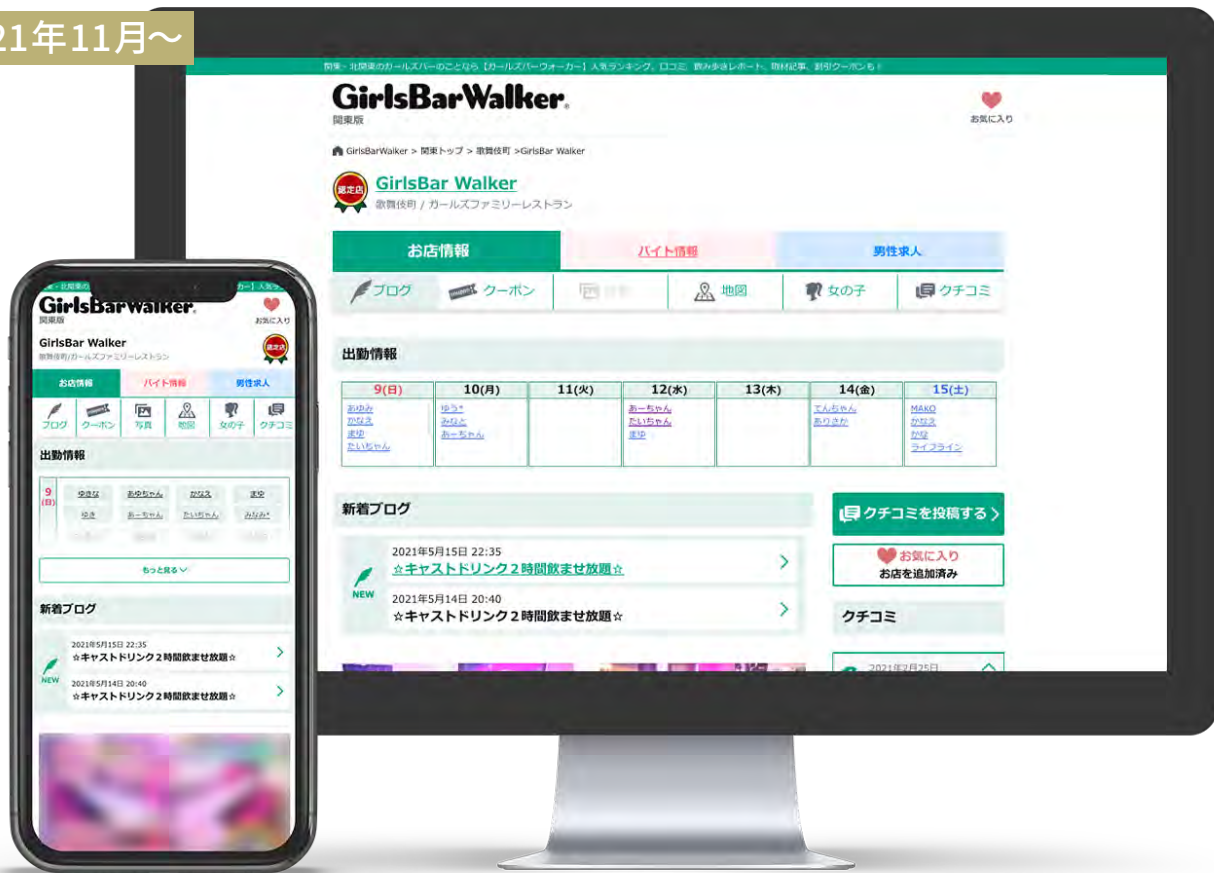 21年11月～
関東・北関東のガールズバーのことなら【ガールズバーウォーカー】人気ランキング、口コミ、飲み歩きレポート、取材記事、割引クーポンも!
GirlsBarWalker.
関東版
お気に入り
GirlsBarWalker > 関東トップ > 歌舞伎町 >GirlsBar Walker
認定店
GirlsBar Walker
歌舞伎町 / ガールズファミリーレストラン
お店情報 バイト情報 男性求人
ブログ クーポン 地図 女の子 クチコミ
出勤情報
9(日) 10(月) 11(火) 12(水) 13(木) 14(金) 15(土)
あゆみ ゆう* あーちゃん てんちゃん MAKO
かなえ みなと たいちゃん ありさか かなえ
まゆ あーちゃん まゆ かな
たいちゃん ライフライン
新着ブログ
クチコミを投稿する
2021年5月15日 22:35
☆キャストドリンク２時間飲ませ放題☆
NEW
2021年5月14日 20:40
☆キャストドリンク２時間飲ませ放題☆
お気に入り
お店を追加済み
クチコミ
2021年2月25日
GirlsBarWalker.
関東版
お気に入り
GirlsBar Walker
歌舞伎町/ガールズファミリーレストラン
認定店
お店情報 バイト情報 男性求人
ブログ クーポン 写真 地図 女の子 クチコミ
出勤情報
9 ゆきな あゆちゃん かなえ まゆ
(日) ゆき あーちゃん たいちゃん みなみ*
もっと見る
新着ブログ
2021年5月15日 22:35
☆キャストドリンク２時間飲ませ放題☆
NEW
2021年5月14日 20:40
☆キャストドリンク２時間飲ませ放題☆